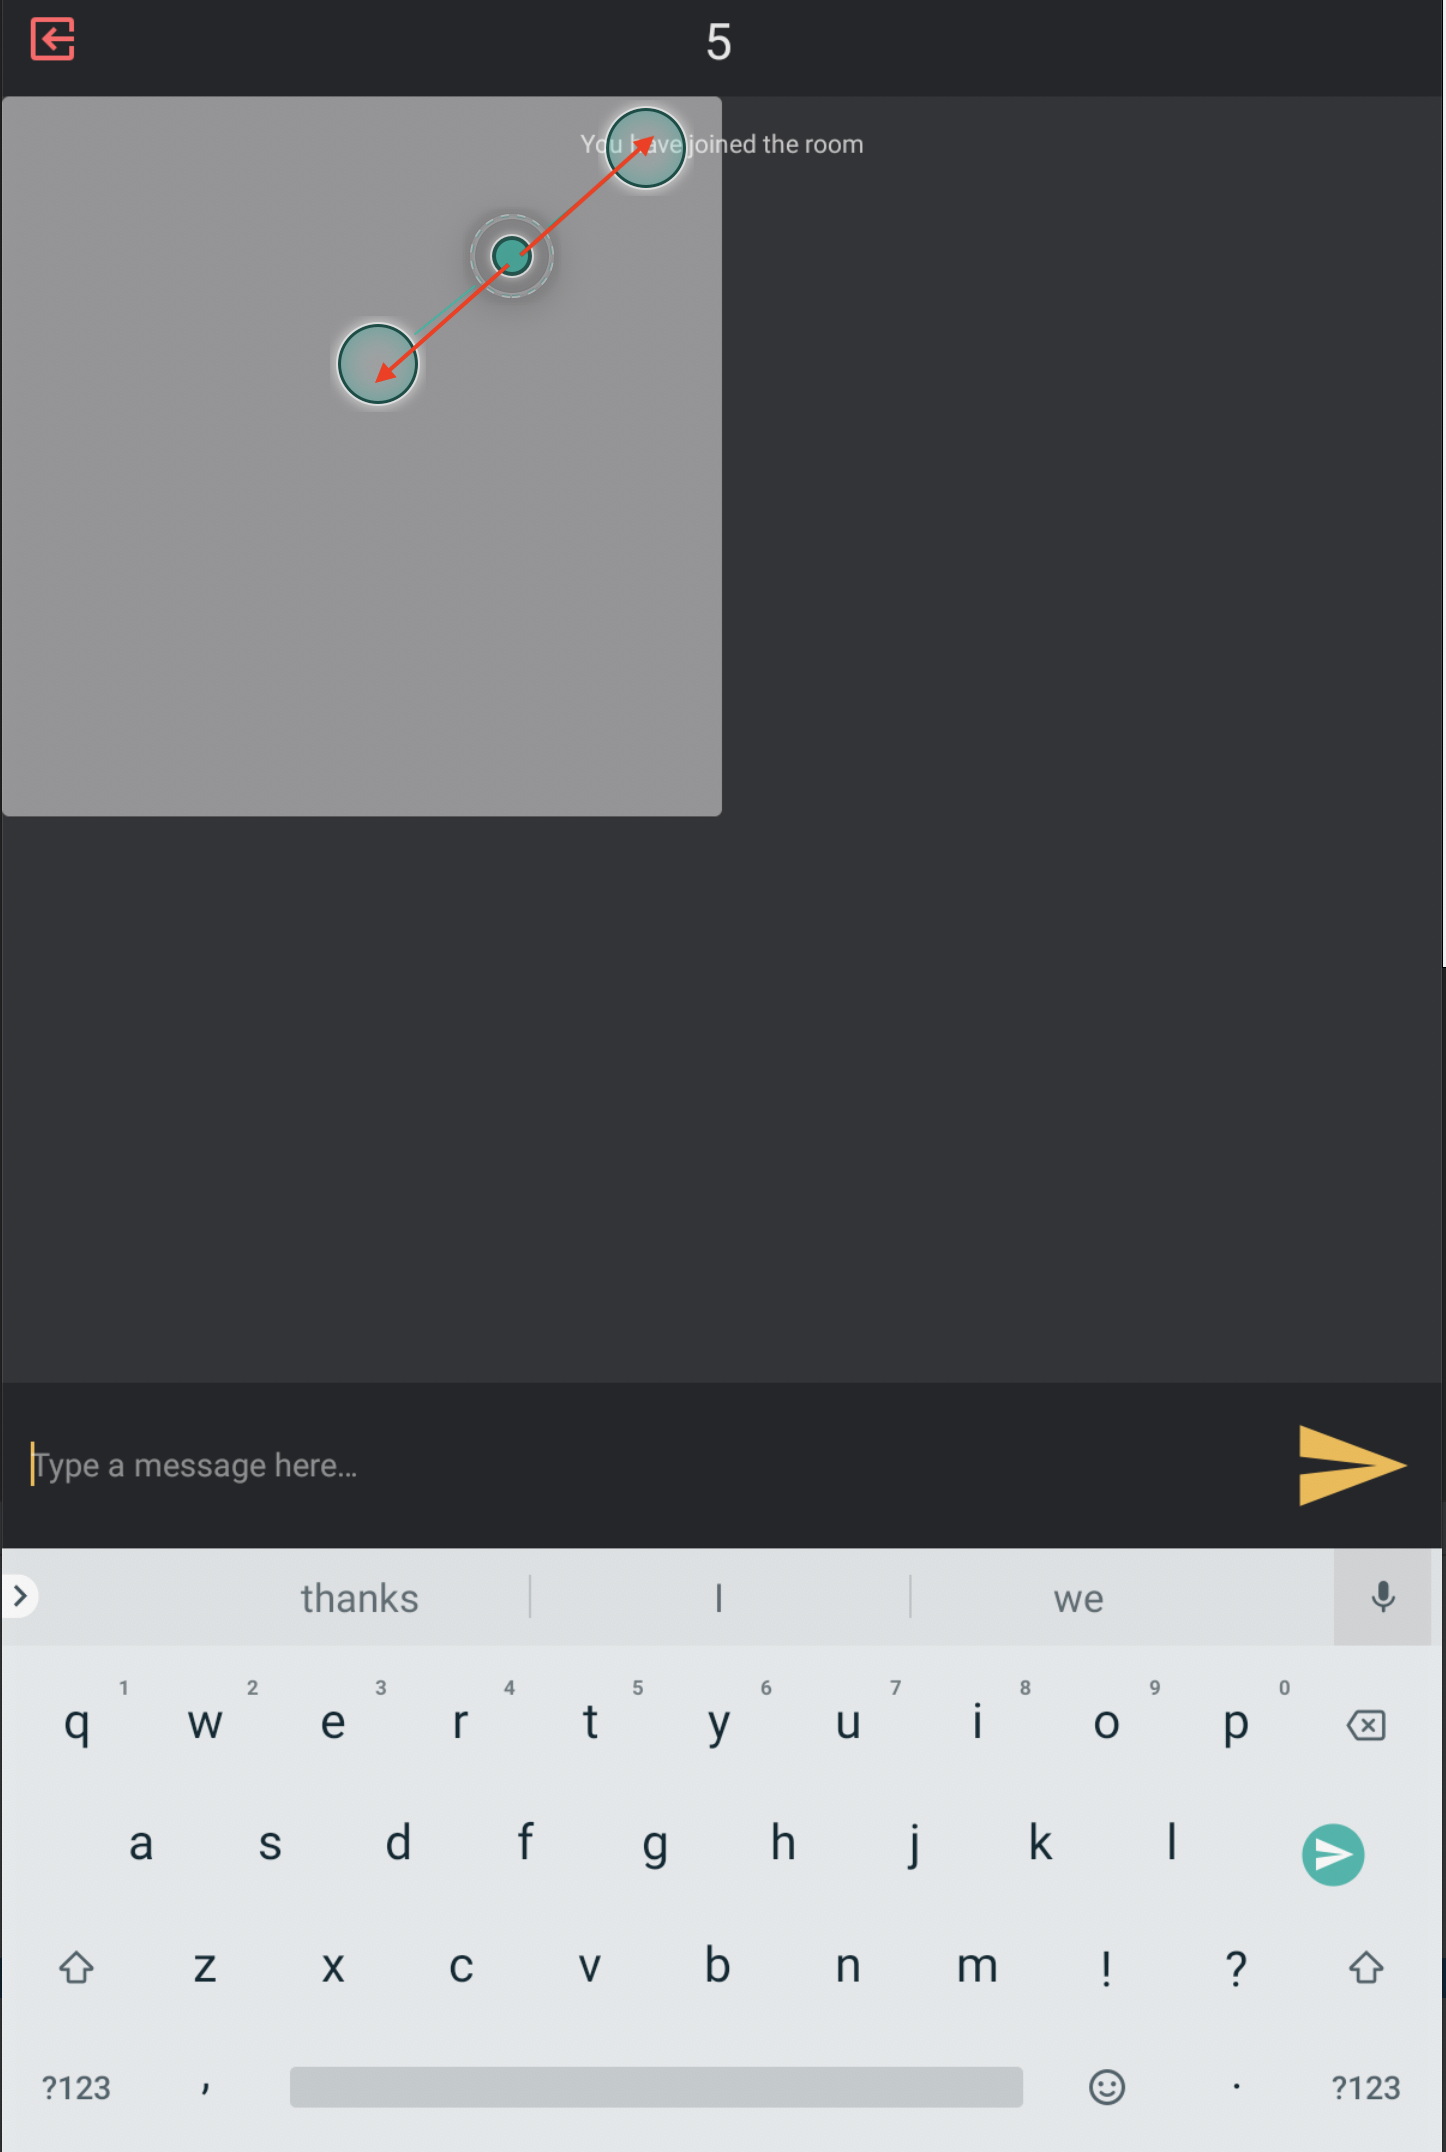 5
You have joined the room
Type a message here...
thanks
I
we
1 2 3 4 5 6 7 8 9 0
q w e r t y u i o p
a s d f g h j k l
z x c v b n m ! ?
?123 , . ?123